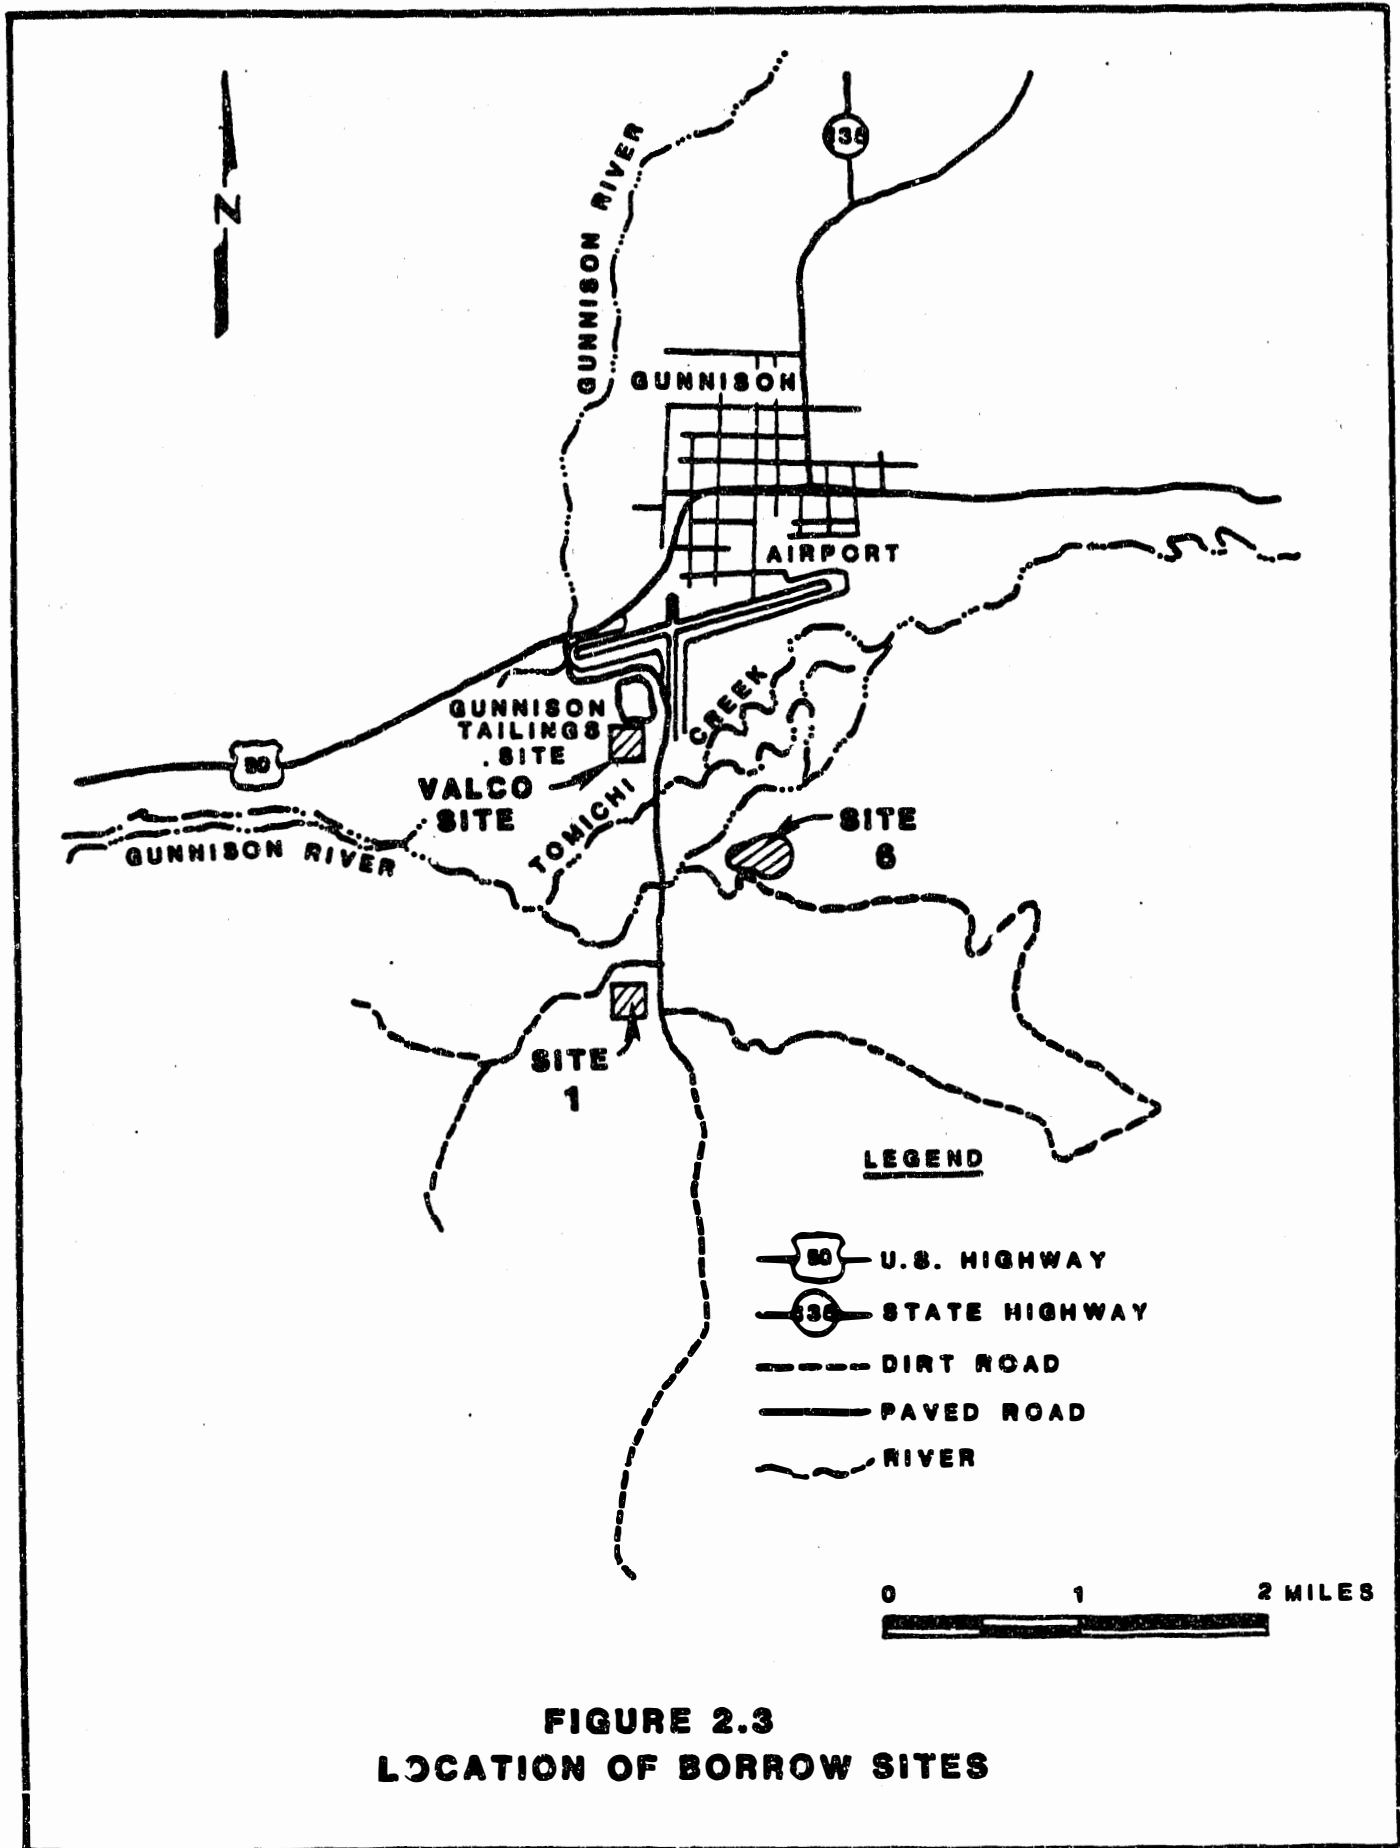 GUNNISON RIVER
N
GUNNISON
AIRPORT
GUNNISON
TAILINGS
SITE
VALCO
SITE
TOMICHI CREEK
50
GUNNISON RIVER
SITE
6
SITE
1
LEGEND
50 U.S. HIGHWAY
STATE HIGHWAY
DIRT ROAD
PAVED ROAD
RIVER
0 1 2 MILES
FIGURE 2.3
LOCATION OF BORROW SITES